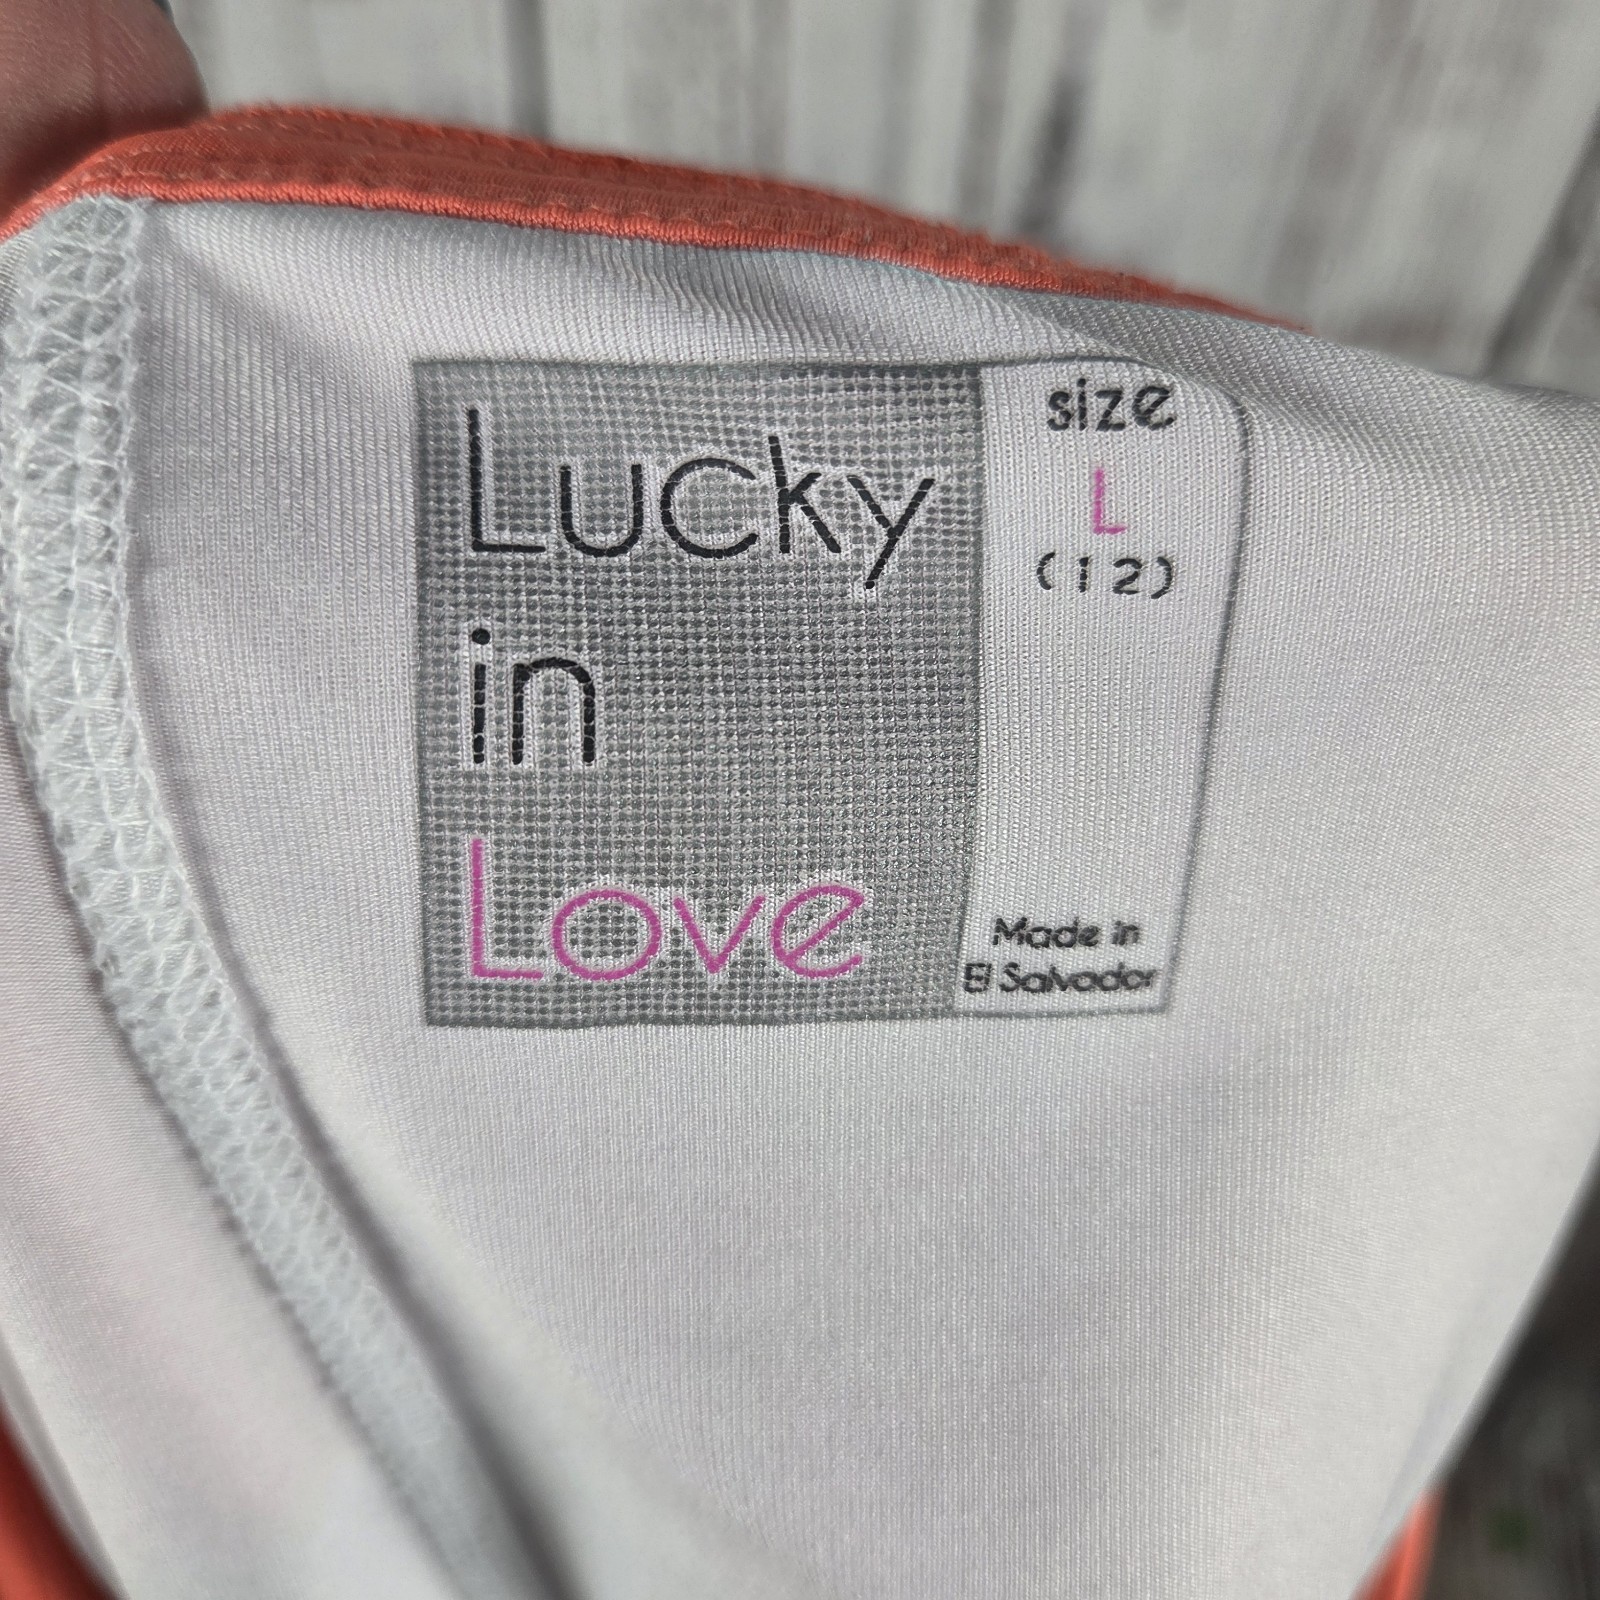 Lucky
in
Love
size
L
(12)
Made in
El Salvador